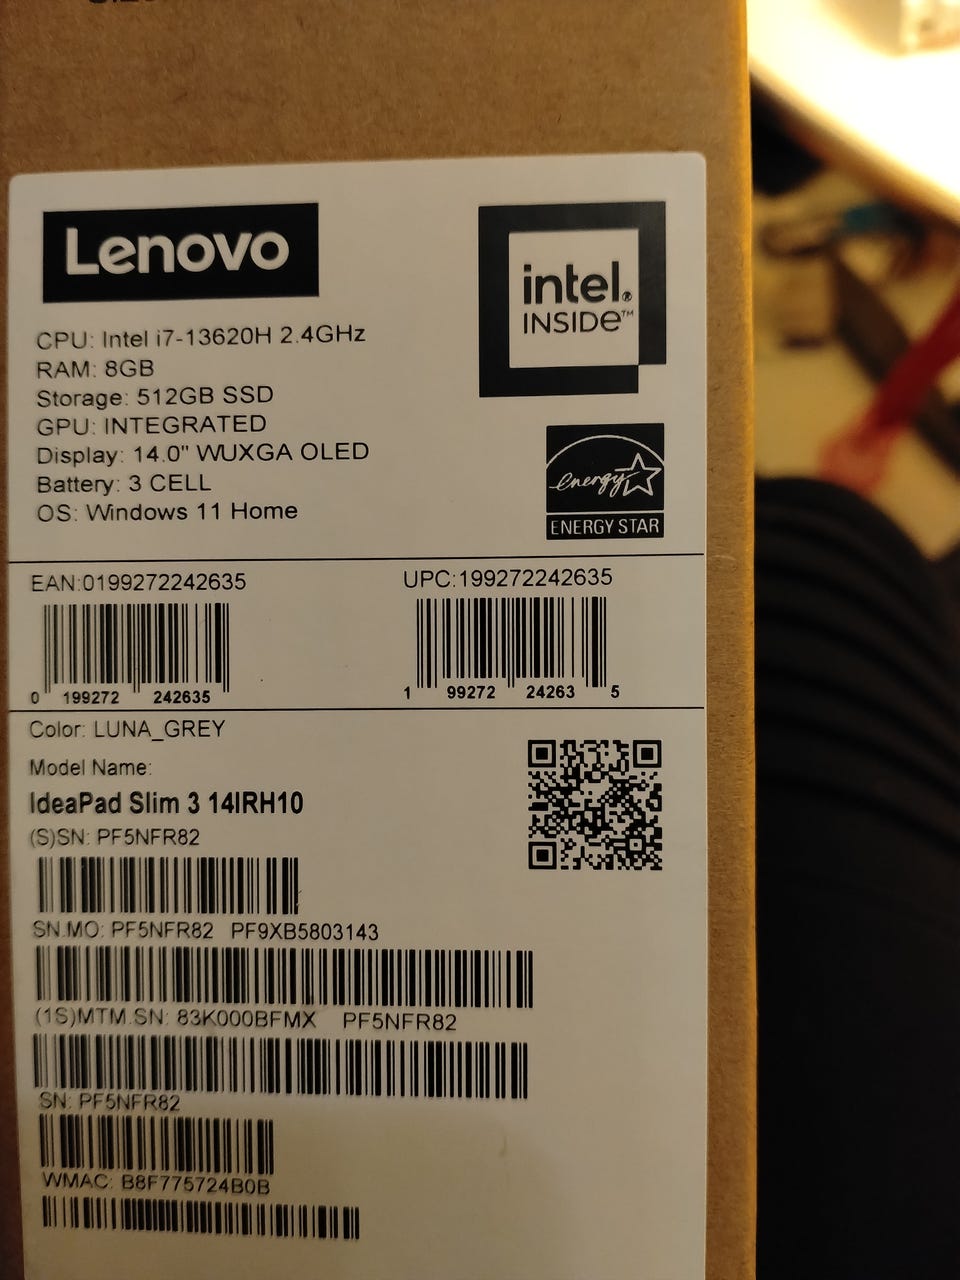 Lenovo
intel.
INSIDE™
CPU: Intel i7-13620H 2.4GHz
RAM: 8GB
Storage: 512GB SSD
GPU: INTEGRATED
Display: 14.0" WUXGA OLED
Battery: 3 CELL
OS: Windows 11 Home
energy
ENERGY STAR
EAN:0199272242635
UPC:199272242635
0 199272 242635
1 99272 24263 5
Color: LUNA_GREY
Model Name:
IdeaPad Slim 3 14IRH10
(S)SN: PF5NFR82
SN.MO: PF5NFR82 PF9XB5803143
(1S)MTM.SN: 83K000BFMX PF5NFR82
SN: PF5NFR82
WMAC: B8F775724B0B